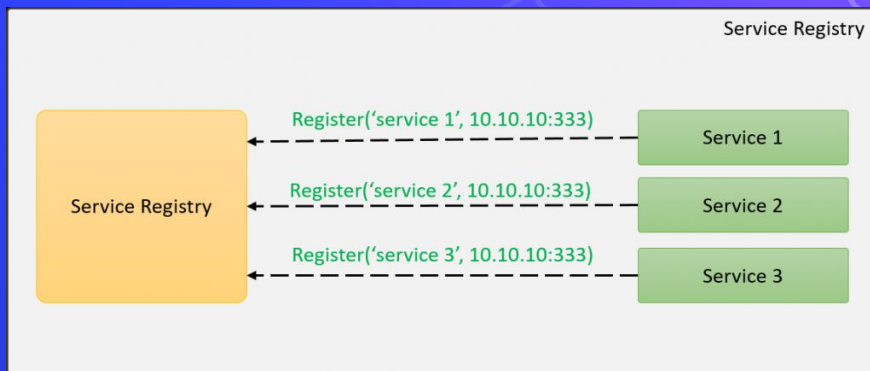 Service Registry
Register(‘service 1’, 10.10.10:333)
Service 1
Service Registry
Register(‘service 2’, 10.10.10:333)
Service 2
Register(‘service 3’, 10.10.10:333)
Service 3